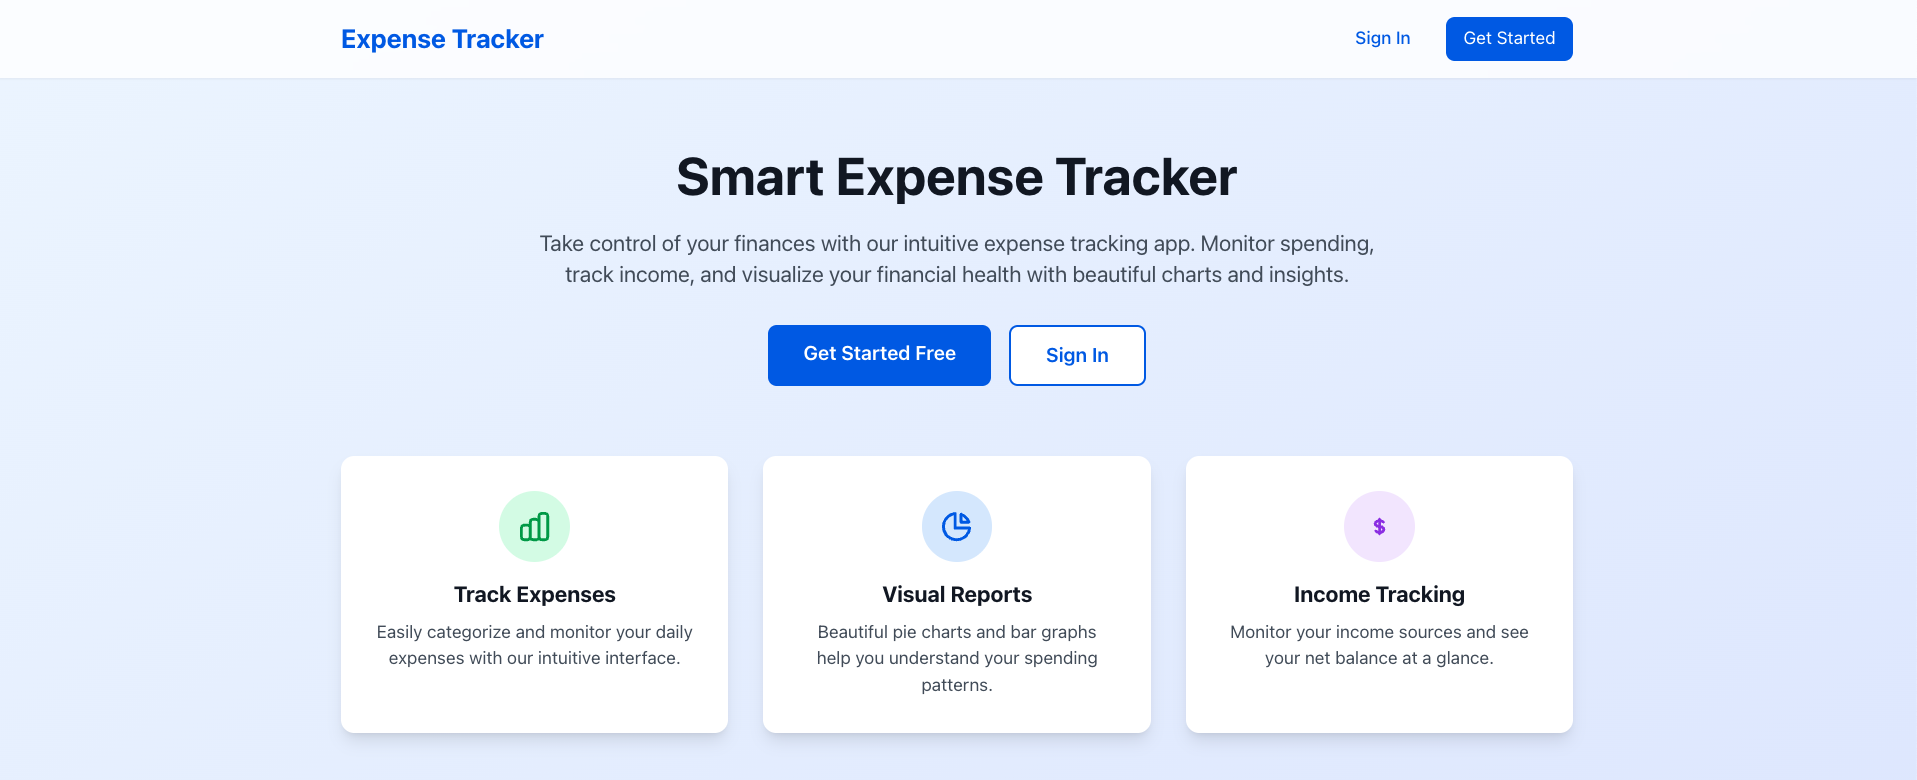 Expense Tracker
Sign In
Get Started
Smart Expense Tracker
Take control of your finances with our intuitive expense tracking app. Monitor spending,
track income, and visualize your financial health with beautiful charts and insights.
Get Started Free
Sign In
Track Expenses
Easily categorize and monitor your daily
expenses with our intuitive interface.
Visual Reports
Beautiful pie charts and bar graphs
help you understand your spending
patterns.
$
Income Tracking
Monitor your income sources and see
your net balance at a glance.